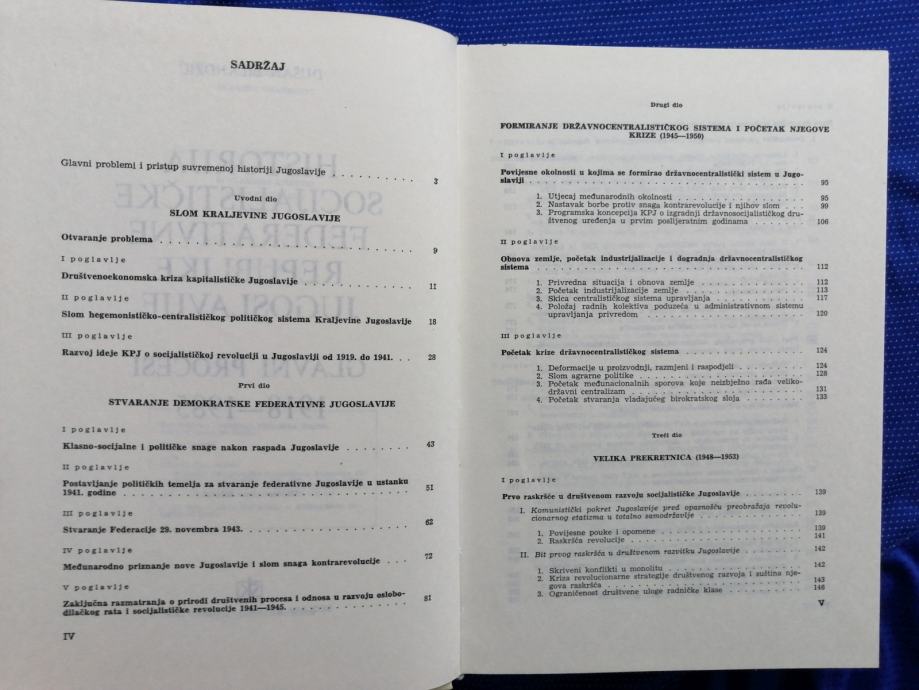 SADRŽAJ
Glavni problemi i pristup suvremenoj historiji Jugoslavije . . . . . . . . . . 3
Uvodni dio
SLOM KRALJEVINE JUGOSLAVIJE
Otvaranje problema . . . . . . . . . . . . . . . . . . . . . . . . . . 9
I poglavlje
Društvenoekonomska kriza kapitalističke Jugoslavije . . . . . . . . . . . 11
II poglavlje
Slom hegemonističko-centralističkog političkog sistema Kraljevine Jugoslavije 18
III poglavlje
Razvoj ideje KPJ o socijalističkoj revoluciji u Jugoslaviji od 1919. do 1941. . . 28
Prvi dio
STVARANJE DEMOKRATSKE FEDERATIVNE JUGOSLAVIJE
I poglavlje
Klasno-socijalne i političke snage nakon raspada Jugoslavije . . . . . . . . 43
II poglavlje
Postavljanje političkih temelja za stvaranje federativne Jugoslavije u ustanku
1941. godine . . . . . . . . . . . . . . . . . . . . . . . . . . . . . 51
III poglavlje
Stvaranje Federacije 29. novembra 1943. . . . . . . . . . . . . . . . . . 62
IV poglavlje
Međunarodno priznanje nove Jugoslavije i slom snaga kontrarevolucije . . . 72
V poglavlje
Zaključna razmatranja o prirodi društvenih procesa i odnosa u razvoju oslobo-
dilačkog rata i socijalističke revolucije 1941—1945. . . . . . . . . . . . . 81
IV
Drugi dio
FORMIRANJE DRŽAVNOCENTRALISTIČKOG SISTEMA I POČETAK NJEGOVE
KRIZE (1945—1950)
I poglavlje
Povijesne okolnosti u kojima se formirao državnocentralistički sistem u Jugo-
slaviji . . . . . . . . . . . . . . . . . . . . . . . . . . . . . . . 95
1. Utjecaj međunarodnih okolnosti . . . . . . . . . . . . . . . . 95
2. Nastavak borbe protiv snaga kontrarevolucije i njihov slom . . . . 99
3. Programska koncepcija KPJ o izgradnji državnosocijalističkog dru-
štvenog uređenja u prvim poslijeratnim godinama . . . . . . . . 106
II poglavlje
Obnova zemlje, početak industrijalizacije i dogradnja državnocentralističkog
sistema . . . . . . . . . . . . . . . . . . . . . . . . . . . . . . . 112
1. Privredna situacija i obnova zemlje . . . . . . . . . . . . . . 112
2. Početak industrijalizacije zemlje . . . . . . . . . . . . . . . 113
3. Skica centralističkog sistema upravljanja . . . . . . . . . . . 117
4. Položaj radnih kolektiva poduzeća u administrativnom sistemu
upravljanja privredom . . . . . . . . . . . . . . . . . . . . 120
III poglavlje
Početak krize državnocentralističkog sistema . . . . . . . . . . . . . . 124
1. Deformacije u proizvodnji, razmjeni i raspodjeli . . . . . . . . 124
2. Slom agrarne politike . . . . . . . . . . . . . . . . . . . . 128
3. Početak međunacionalnih sporova koje neizbježno rađa veliko-
državni centralizam . . . . . . . . . . . . . . . . . . . . . 131
4. Početak stvaranja vladajućeg birokratskog sloja . . . . . . . . 133
Treći dio
VELIKA PREKRETNICA (1948—1953)
I poglavlje
Prvo raskršće u društvenom razvoju socijalističke Jugoslavije . . . . . . . 139
I. Komunistički pokret Jugoslavije pred opasnošću preobražaja revolu-
cionarnog etatizma u totalno samodržavlje . . . . . . . . . . . . 139
1. Povijesne pouke i opomene . . . . . . . . . . . . . . . . . . 139
2. Raskršća revolucije . . . . . . . . . . . . . . . . . . . . . 141
II. Bit prvog raskršća u društvenom razvitku Jugoslavije . . . . . . . 142
1. Skriveni konflikti u monolitu . . . . . . . . . . . . . . . . 142
2. Kriza revolucionarne strategije društvenog razvoja i suština nje-
gova raskršća . . . . . . . . . . . . . . . . . . . . . . . . 143
3. Ograničenost društvene uloge radničke klase . . . . . . . . . . 146
V